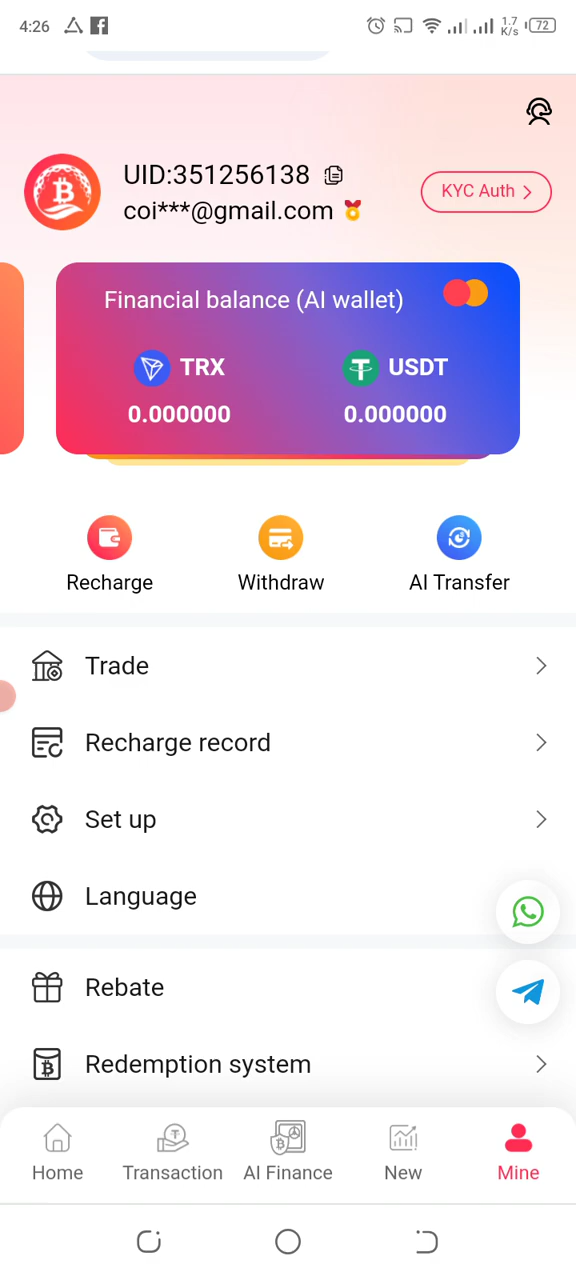 4:26
1.7
K/s
72
UID:351256138
coi***@gmail.com
KYC Auth
Financial balance (AI wallet)
TRX
USDT
0.000000
0.000000
Recharge
Withdraw
AI Transfer
Trade
Recharge record
Set up
Language
Rebate
Redemption system
Home
Transaction
AI Finance
New
Mine